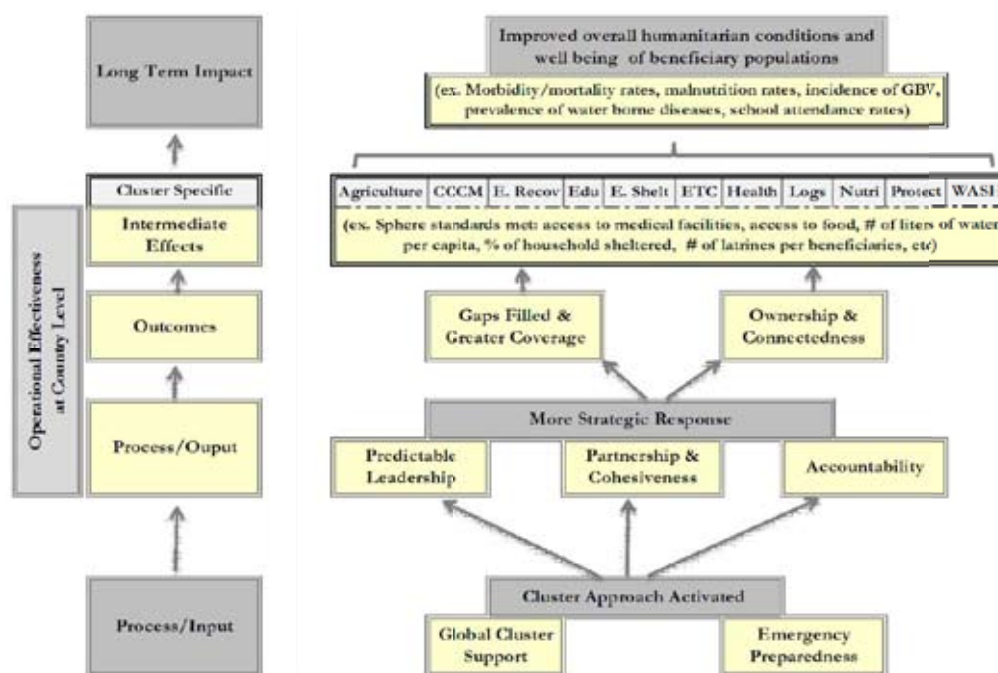 Long Term Impact
Cluster Specific
Intermediate
Effects
Outcomes
Process/Ouput
Process/Input
Operational Effectiveness
at Country Level
Improved overall humanitarian conditions and
well being of beneficiary populations
(ex. Morbidity/mortality rates, malnutrition rates, incidence of GBV,
prevalence of water borne diseases, school attendance rates)
Agriculture CCCM E. Recov Edu E. Shelt ETC Health Logs Nutri Protect WASH
(ex. Sphere standards met: access to medical facilities, access to food, # of liters of water
per capita, % of household sheltered, # of latrines per beneficiaries, etc)
Gaps Filled &
Greater Coverage
Ownership &
Connectedness
More Strategic Response
Predictable
Leadership
Partnership &
Cohesiveness
Accountability
Cluster Approach Activated
Global Cluster
Support
Emergency
Preparedness